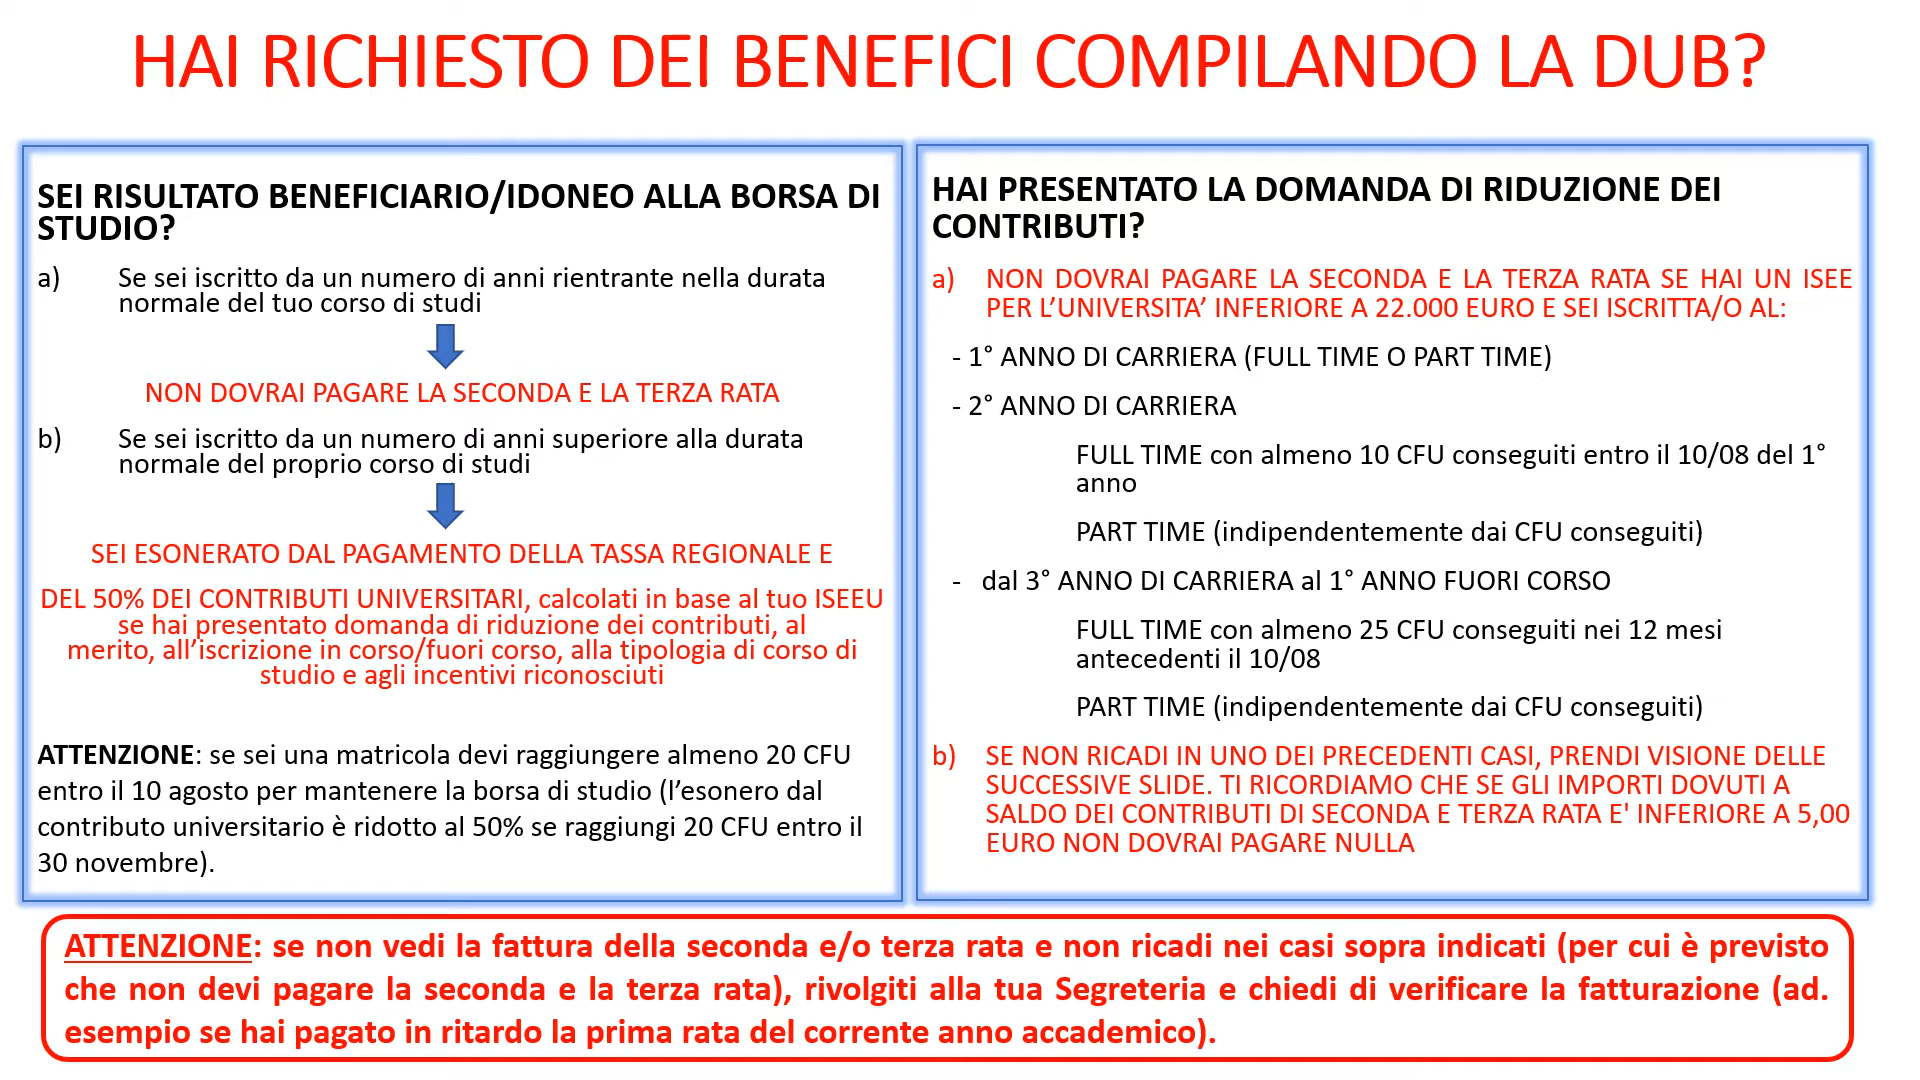 HAI RICHIESTO DEI BENEFICI COMPILANDO LA DUB?
SEI RISULTATO BENEFICIARIO/IDONEO ALLA BORSA DI
STUDIO?
a) Se sei iscritto da un numero di anni rientrante nella durata
normale del tuo corso di studi
NON DOVRAI PAGARE LA SECONDA E LA TERZA RATA
b) Se sei iscritto da un numero di anni superiore alla durata
normale del proprio corso di studi
SEI ESONERATO DAL PAGAMENTO DELLA TASSA REGIONALE E
DEL 50% DEI CONTRIBUTI UNIVERSITARI, calcolati in base al tuo ISEEU
se hai presentato domanda di riduzione dei contributi, al
merito, all’iscrizione in corso/fuori corso, alla tipologia di corso di
studio e agli incentivi riconosciuti
ATTENZIONE: se sei una matricola devi raggiungere almeno 20 CFU
entro il 10 agosto per mantenere la borsa di studio (l’esonero dal
contributo universitario è ridotto al 50% se raggiungi 20 CFU entro il
30 novembre).
HAI PRESENTATO LA DOMANDA DI RIDUZIONE DEI
CONTRIBUTI?
a) NON DOVRAI PAGARE LA SECONDA E LA TERZA RATA SE HAI UN ISEE
PER L’UNIVERSITA’ INFERIORE A 22.000 EURO E SEI ISCRITTA/O AL:
- 1° ANNO DI CARRIERA (FULL TIME O PART TIME)
- 2° ANNO DI CARRIERA
FULL TIME con almeno 10 CFU conseguiti entro il 10/08 del 1°
anno
PART TIME (indipendentemente dai CFU conseguiti)
- dal 3° ANNO DI CARRIERA al 1° ANNO FUORI CORSO
FULL TIME con almeno 25 CFU conseguiti nei 12 mesi
antecedenti il 10/08
PART TIME (indipendentemente dai CFU conseguiti)
b) SE NON RICADI IN UNO DEI PRECEDENTI CASI, PRENDI VISIONE DELLE
SUCCESSIVE SLIDE. TI RICORDIAMO CHE SE GLI IMPORTI DOVUTI A
SALDO DEI CONTRIBUTI DI SECONDA E TERZA RATA E' INFERIORE A 5,00
EURO NON DOVRAI PAGARE NULLA
ATTENZIONE: se non vedi la fattura della seconda e/o terza rata e non ricadi nei casi sopra indicati (per cui è previsto
che non devi pagare la seconda e la terza rata), rivolgiti alla tua Segreteria e chiedi di verificare la fatturazione (ad.
esempio se hai pagato in ritardo la prima rata del corrente anno accademico).